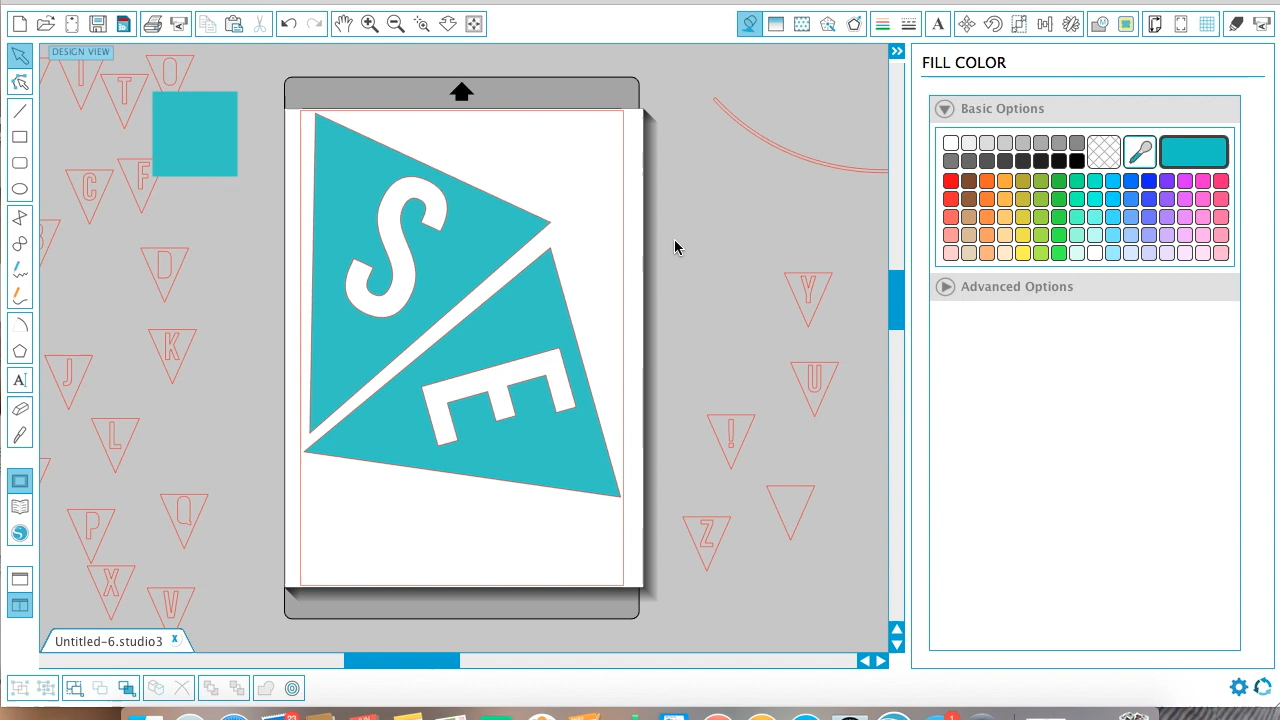 DESIGN VIEW
FILL COLOR
Basic Options
Advanced Options
I
T
O
C
F
S
D
K
J
E
L
P
Q
X
V
Y
U
!
Z
A
A
S
Untitled-6.studio3 x